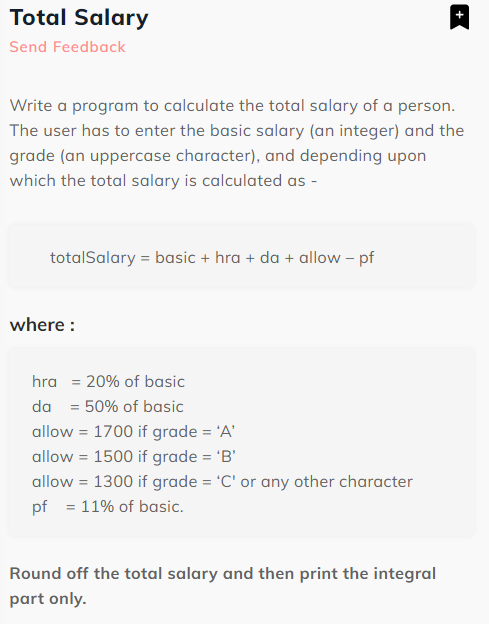 Total Salary
Send Feedback
Write a program to calculate the total salary of a person.
The user has to enter the basic salary (an integer) and the
grade (an uppercase character), and depending upon
which the total salary is calculated as -
totalSalary = basic + hra + da + allow – pf
where :
hra = 20% of basic
da = 50% of basic
allow = 1700 if grade = ‘A’
allow = 1500 if grade = ‘B’
allow = 1300 if grade = ‘C' or any other character
pf = 11% of basic.
Round off the total salary and then print the integral
part only.